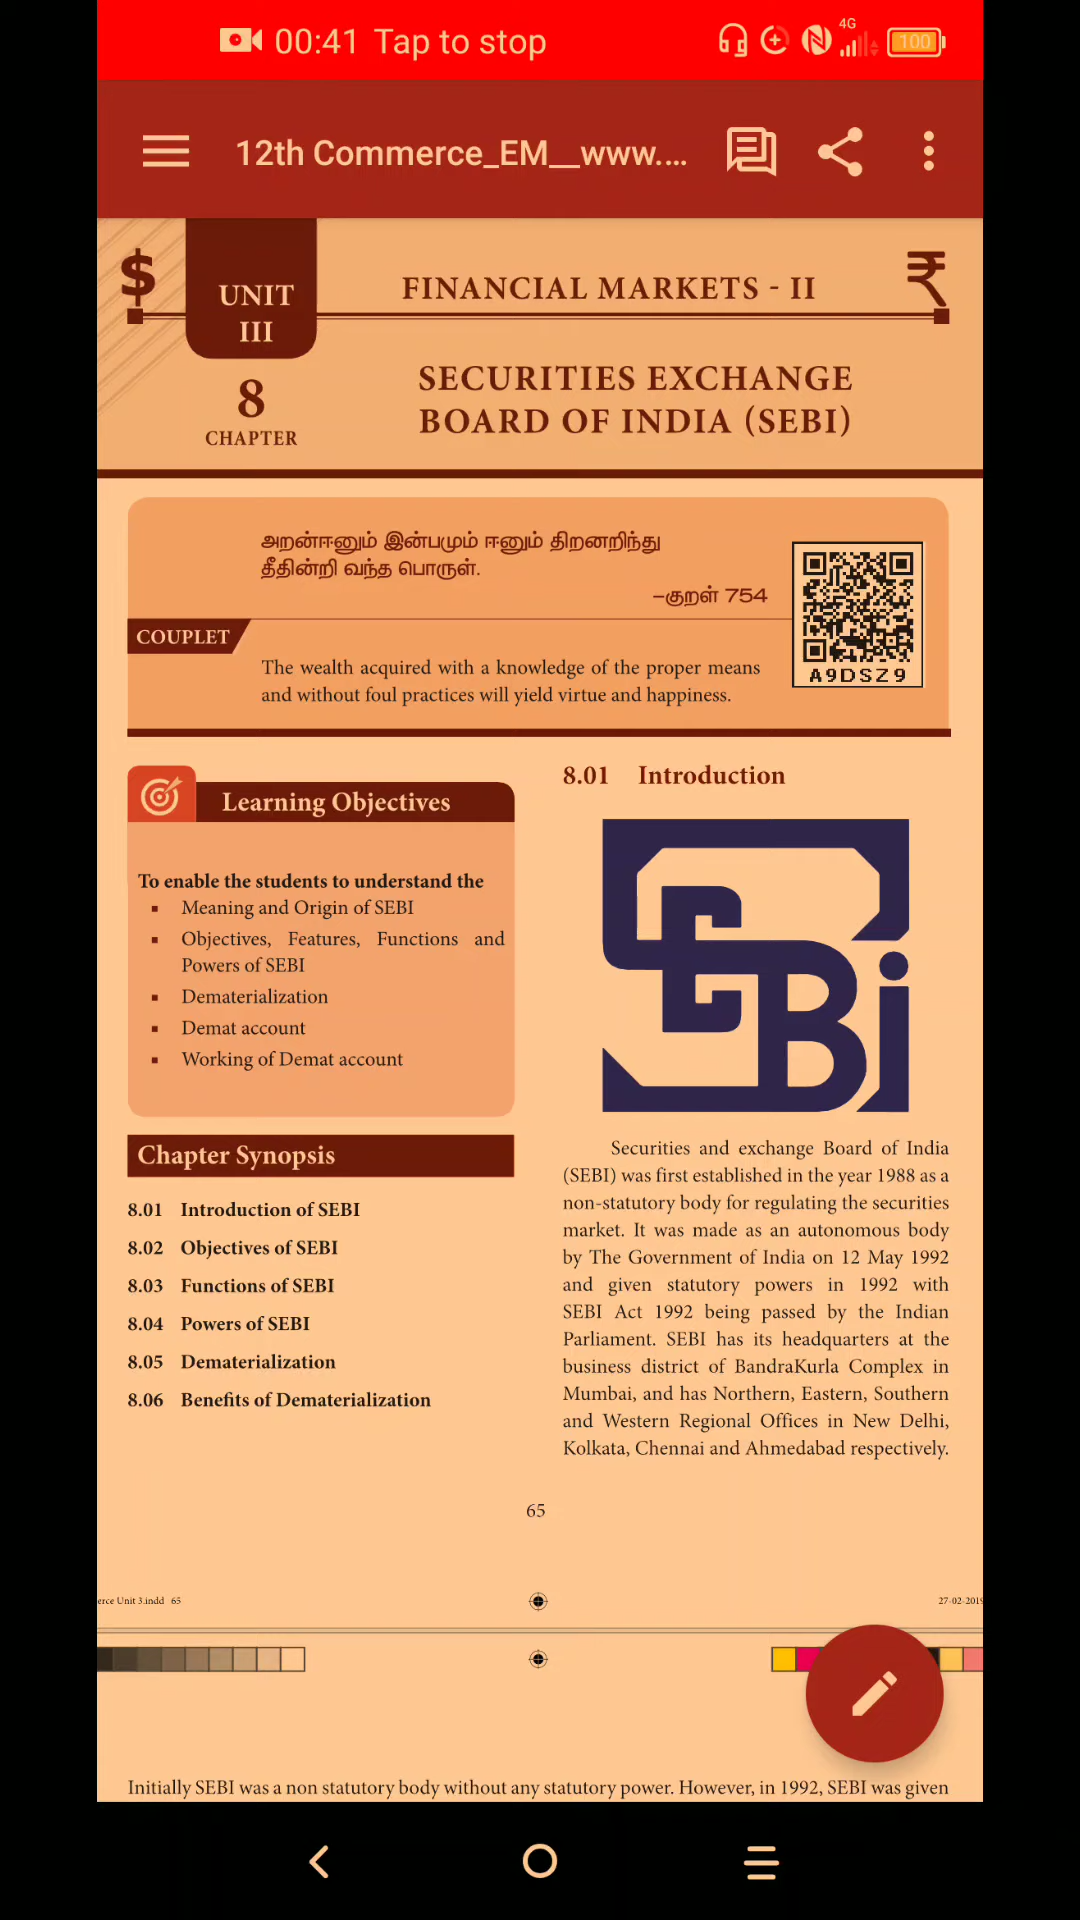 00:41 Tap to stop
4G
100
12th Commerce_EM__www....
$
₹
UNIT
III
FINANCIAL MARKETS - II
8
CHAPTER
SECURITIES EXCHANGE
BOARD OF INDIA (SEBI)
அறன்ஈனும் இன்பமும் ஈனும் திறனறிந்து
தீதின்றி வந்த பொருள்.
–குறள் 754
COUPLET
The wealth acquired with a knowledge of the proper means
and without foul practices will yield virtue and happiness.
A9DSZ9
Learning Objectives
To enable the students to understand the
▪ Meaning and Origin of SEBI
▪ Objectives, Features, Functions and
Powers of SEBI
▪ Dematerialization
▪ Demat account
▪ Working of Demat account
Chapter Synopsis
8.01 Introduction of SEBI
8.02 Objectives of SEBI
8.03 Functions of SEBI
8.04 Powers of SEBI
8.05 Dematerialization
8.06 Benefits of Dematerialization
8.01 Introduction
SEBi
Securities and exchange Board of India
(SEBI) was first established in the year 1988 as a
non-statutory body for regulating the securities
market. It was made as an autonomous body
by The Government of India on 12 May 1992
and given statutory powers in 1992 with
SEBI Act 1992 being passed by the Indian
Parliament. SEBI has its headquarters at the
business district of BandraKurla Complex in
Mumbai, and has Northern, Eastern, Southern
and Western Regional Offices in New Delhi,
Kolkata, Chennai and Ahmedabad respectively.
65
erce Unit 3.indd 65
27-02-2019
Initially SEBI was a non statutory body without any statutory power. However, in 1992, SEBI was given